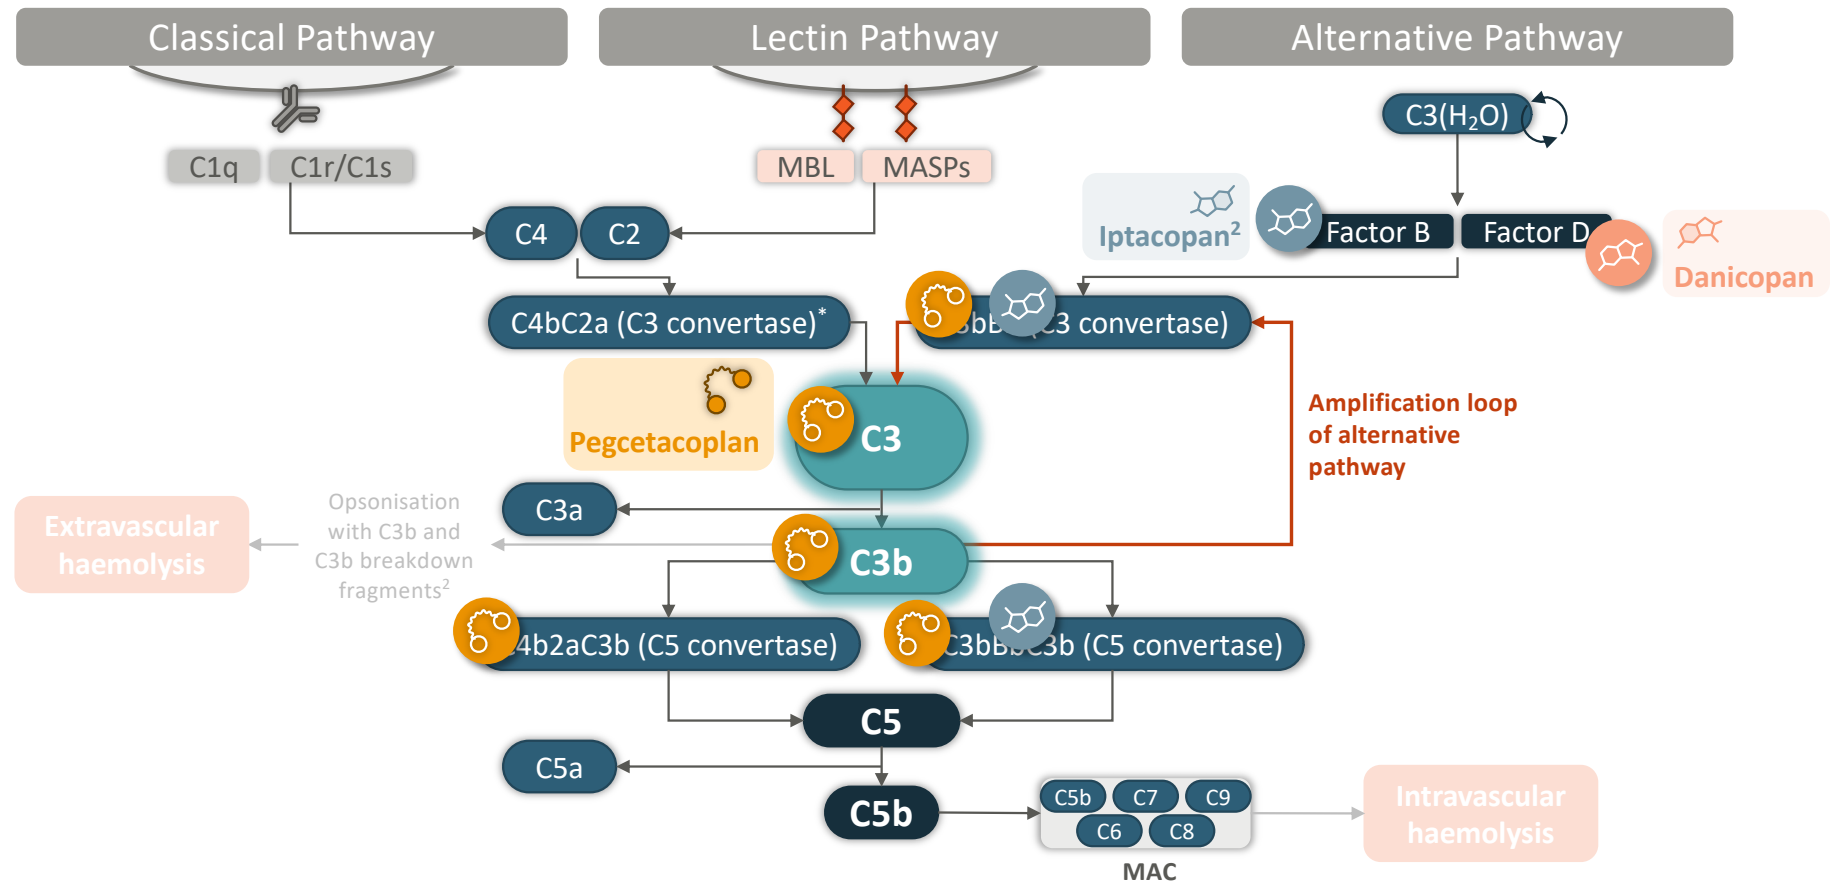 Classical Pathway
Lectin Pathway
Alternative Pathway
C3(H₂O)
C1q
C1r/C1s
MBL
MASPs
C4
C2
Iptacopan²
Factor B
Factor D
Danicopan
C4bC2a (C3 convertase)*
(C3 convertase)
Pegcetacoplan
C3
Amplification loop
of alternative
pathway
Extravascular
haemolysis
Opsonisation
with C3b and
C3b breakdown
fragments²
C3a
C3b
4b2aC3b (C5 convertase)
C3bBbC3b (C5 convertase)
C5
C5a
C5b
C5b
C7
C9
C6
C8
MAC
Intravascular
haemolysis